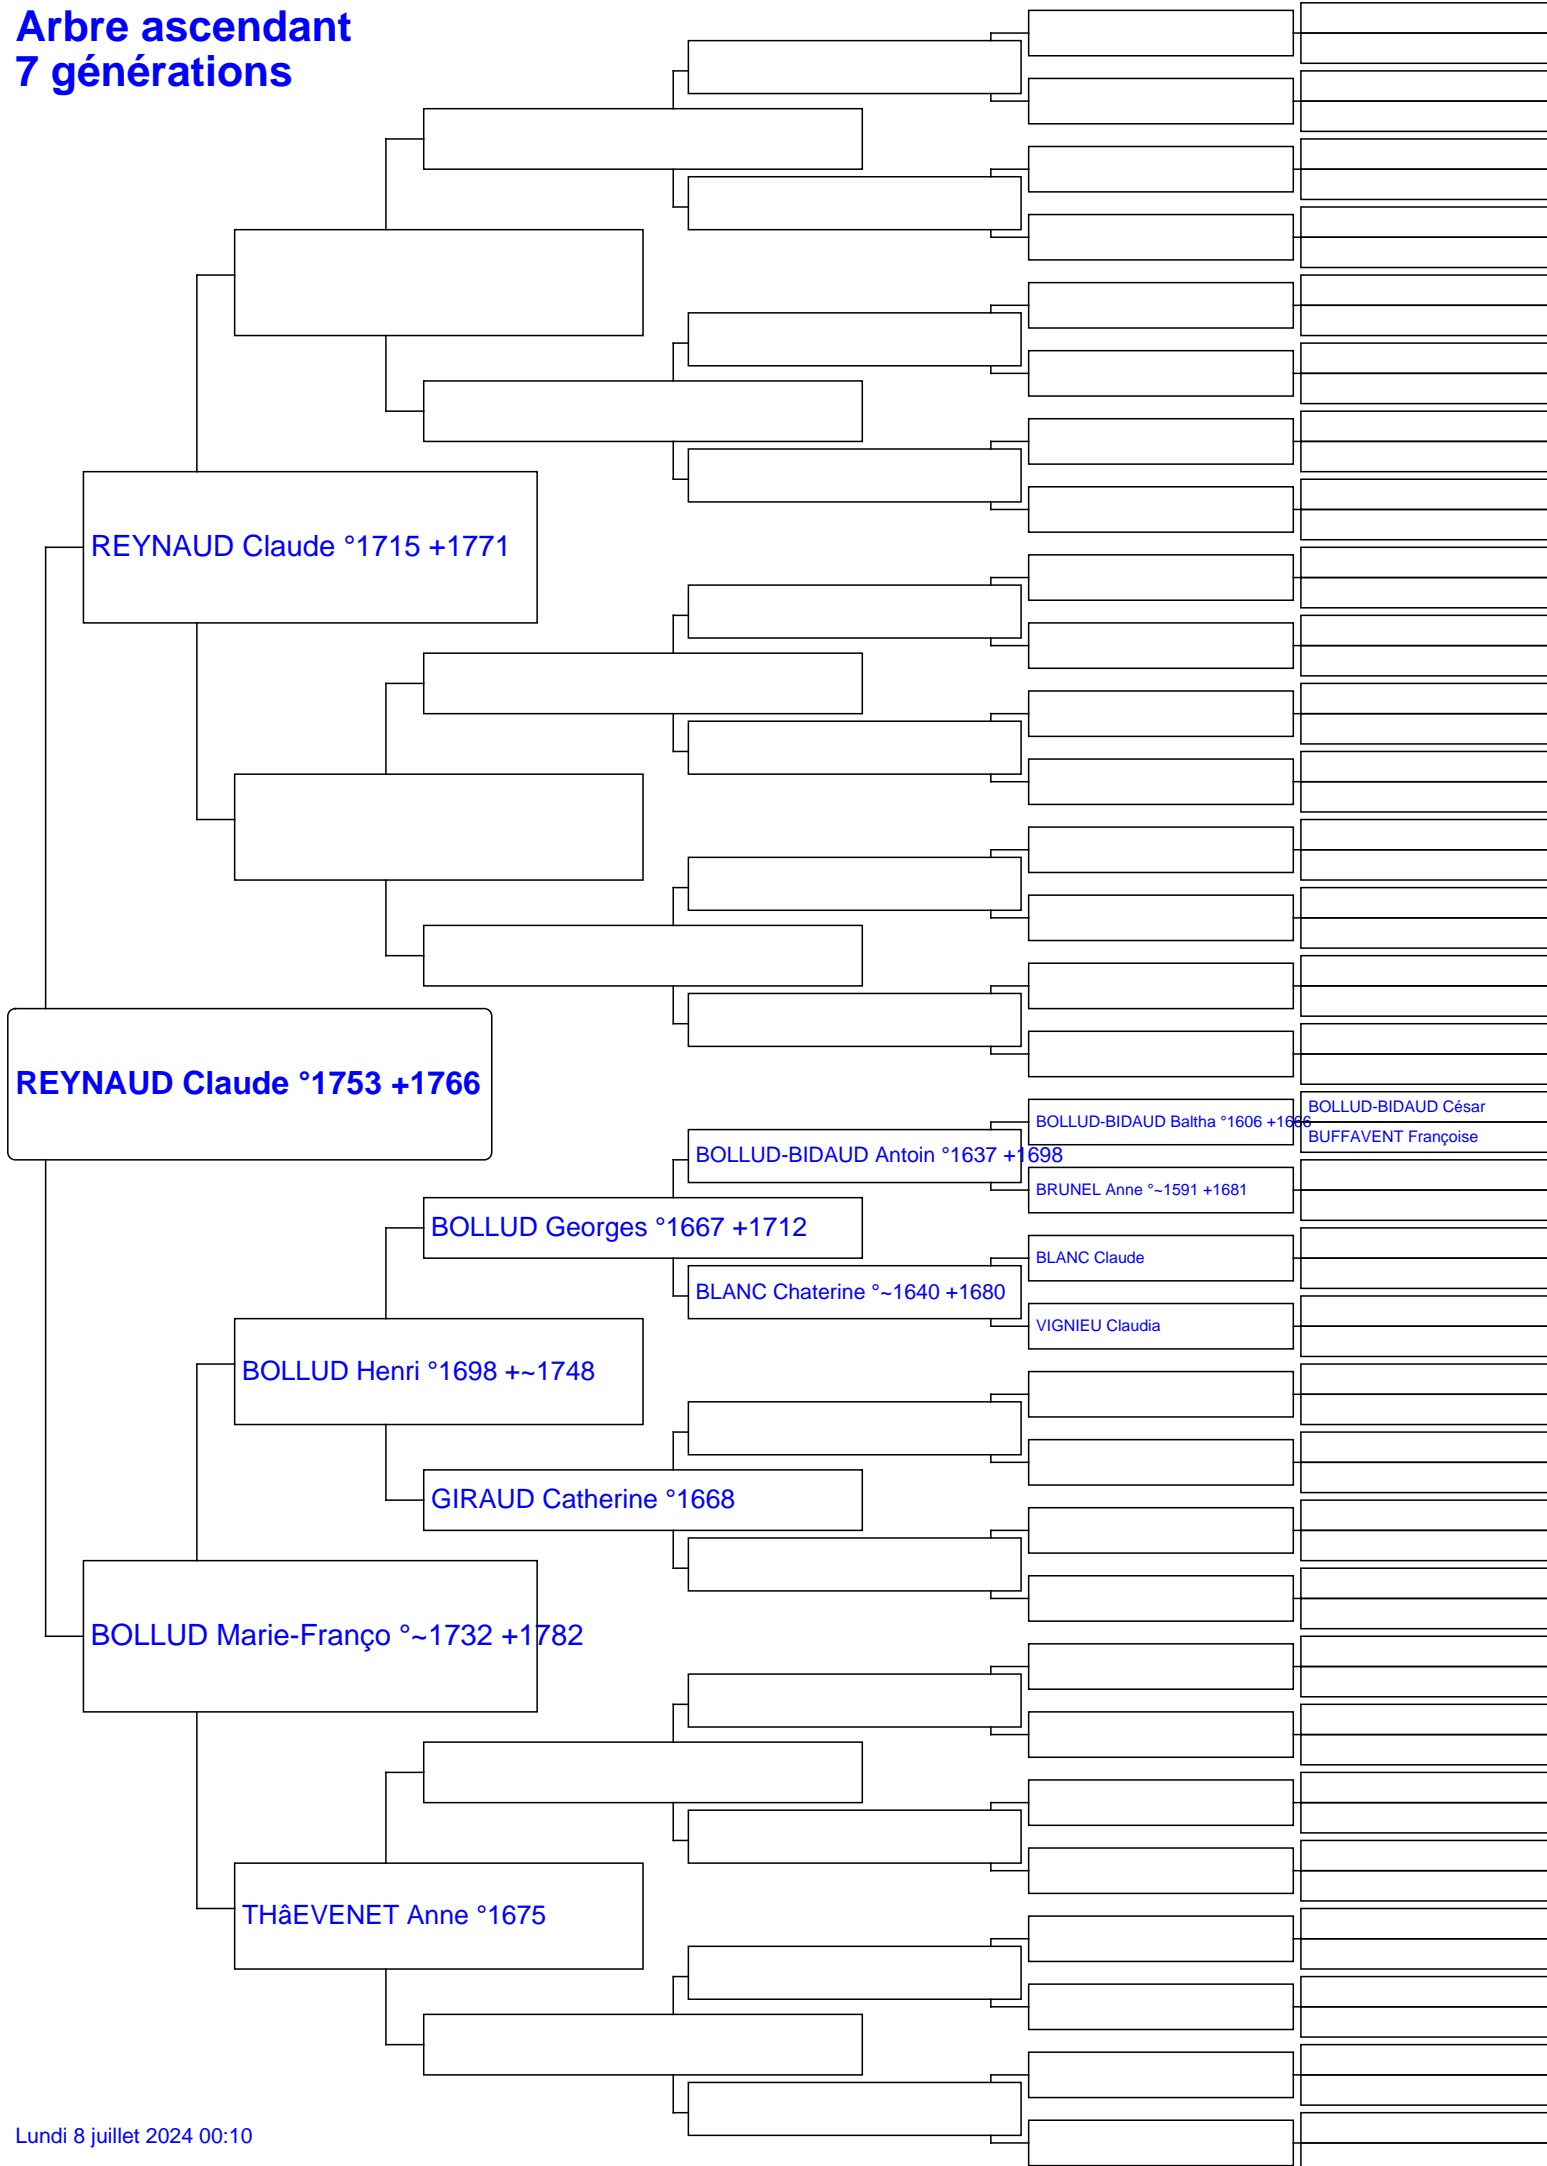 Arbre ascendant
7 générations
REYNAUD Claude °1715 +1771
REYNAUD Claude °1753 +1766
BOLLUD-BIDAUD César
BOLLUD-BIDAUD Baltha °1606 +1666
BUFFAVENT Françoise
BOLLUD-BIDAUD Antoin °1637 +1698
BRUNEL Anne °~1591 +1681
BOLLUD Georges °1667 +1712
BLANC Claude
BLANC Chaterine °~1640 +1680
VIGNIEU Claudia
BOLLUD Henri °1698 +~1748
GIRAUD Catherine °1668
BOLLUD Marie-Franço °~1732 +1782
THâEVENET Anne °1675
Lundi 8 juillet 2024 00:10